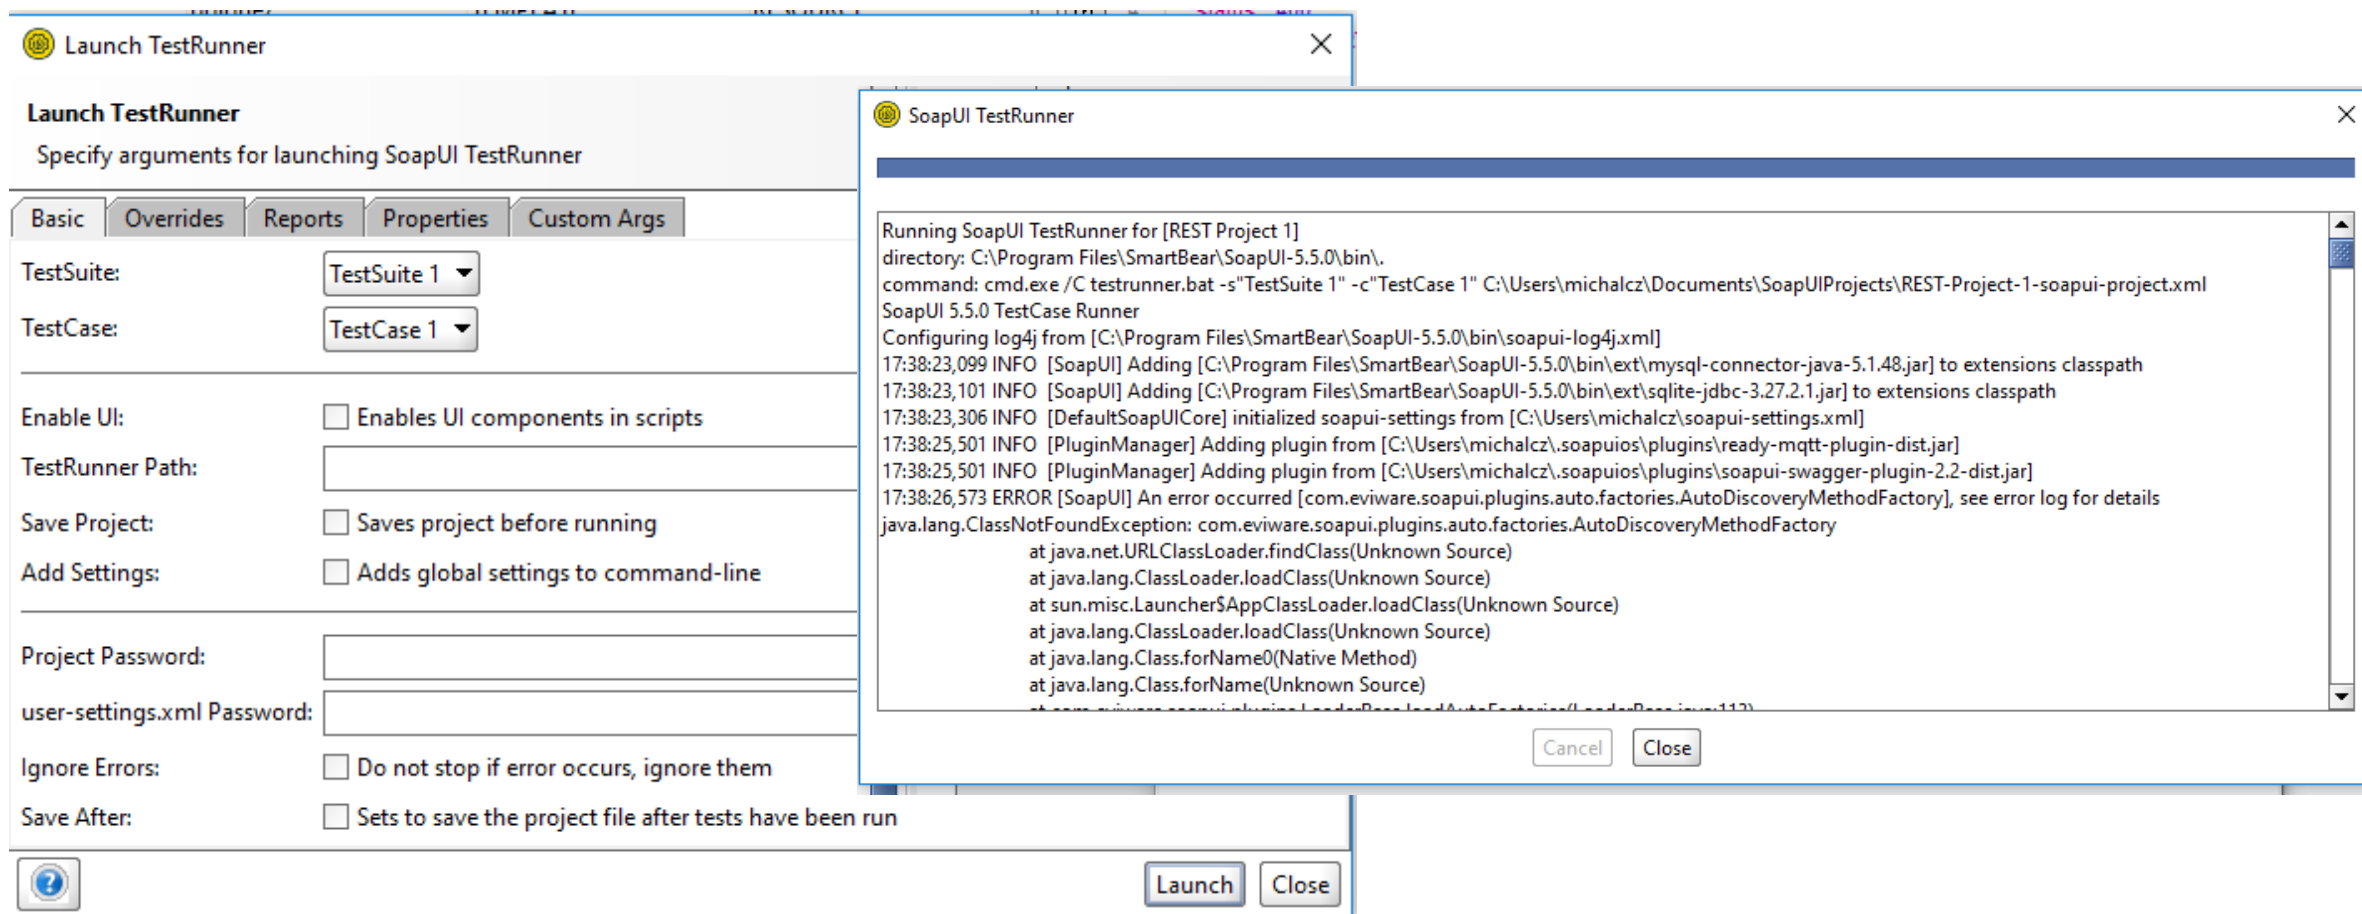 Launch TestRunner
Launch TestRunner
Specify arguments for launching SoapUI TestRunner
Basic
Overrides
Reports
Properties
Custom Args
TestSuite:
TestSuite 1
TestCase:
TestCase 1
Enable UI:
Enables UI components in scripts
TestRunner Path:
Save Project:
Saves project before running
Add Settings:
Adds global settings to command-line
Project Password:
user-settings.xml Password:
Ignore Errors:
Do not stop if error occurs, ignore them
Save After:
Sets to save the project file after tests have been run
Launch
Close
SoapUI TestRunner
Running SoapUI TestRunner for [REST Project 1]
directory: C:\Program Files\SmartBear\SoapUI-5.5.0\bin\.
command: cmd.exe /C testrunner.bat -s"TestSuite 1" -c"TestCase 1" C:\Users\michalcz\Documents\SoapUIProjects\REST-Project-1-soapui-project.xml
SoapUI 5.5.0 TestCase Runner
Configuring log4j from [C:\Program Files\SmartBear\SoapUI-5.5.0\bin\soapui-log4j.xml]
17:38:23,099 INFO  [SoapUI] Adding [C:\Program Files\SmartBear\SoapUI-5.5.0\bin\ext\mysql-connector-java-5.1.48.jar] to extensions classpath
17:38:23,101 INFO  [SoapUI] Adding [C:\Program Files\SmartBear\SoapUI-5.5.0\bin\ext\sqlite-jdbc-3.27.2.1.jar] to extensions classpath
17:38:23,306 INFO  [DefaultSoapUICore] initialized soapui-settings from [C:\Users\michalcz\soapui-settings.xml]
17:38:25,501 INFO  [PluginManager] Adding plugin from [C:\Users\michalcz\.soapuios\plugins\ready-mqtt-plugin-dist.jar]
17:38:25,501 INFO  [PluginManager] Adding plugin from [C:\Users\michalcz\.soapuios\plugins\soapui-swagger-plugin-2.2-dist.jar]
17:38:26,573 ERROR [SoapUI] An error occurred [com.eviware.soapui.plugins.auto.factories.AutoDiscoveryMethodFactory], see error log for details
java.lang.ClassNotFoundException: com.eviware.soapui.plugins.auto.factories.AutoDiscoveryMethodFactory
at java.net.URLClassLoader.findClass(Unknown Source)
at java.lang.ClassLoader.loadClass(Unknown Source)
at sun.misc.Launcher$AppClassLoader.loadClass(Unknown Source)
at java.lang.ClassLoader.loadClass(Unknown Source)
at java.lang.Class.forName0(Native Method)
at java.lang.Class.forName(Unknown Source)
at com.eviware.soapui.plugins.LoaderBase.loadAutoFactories(LoaderBase.java:113)
Cancel
Close